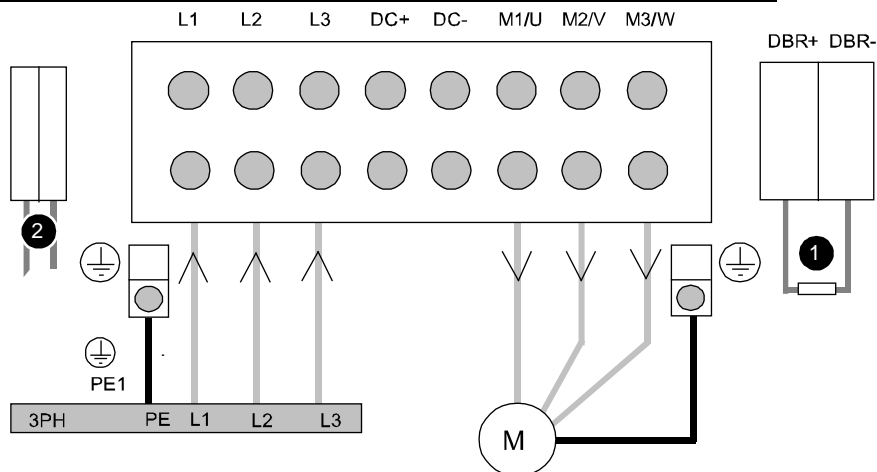 L1 L2 L3 DC+ DC- M1/U M2/V M3/W
DBR+ DBR-
2
1
PE1
3PH PE L1 L2 L3
M